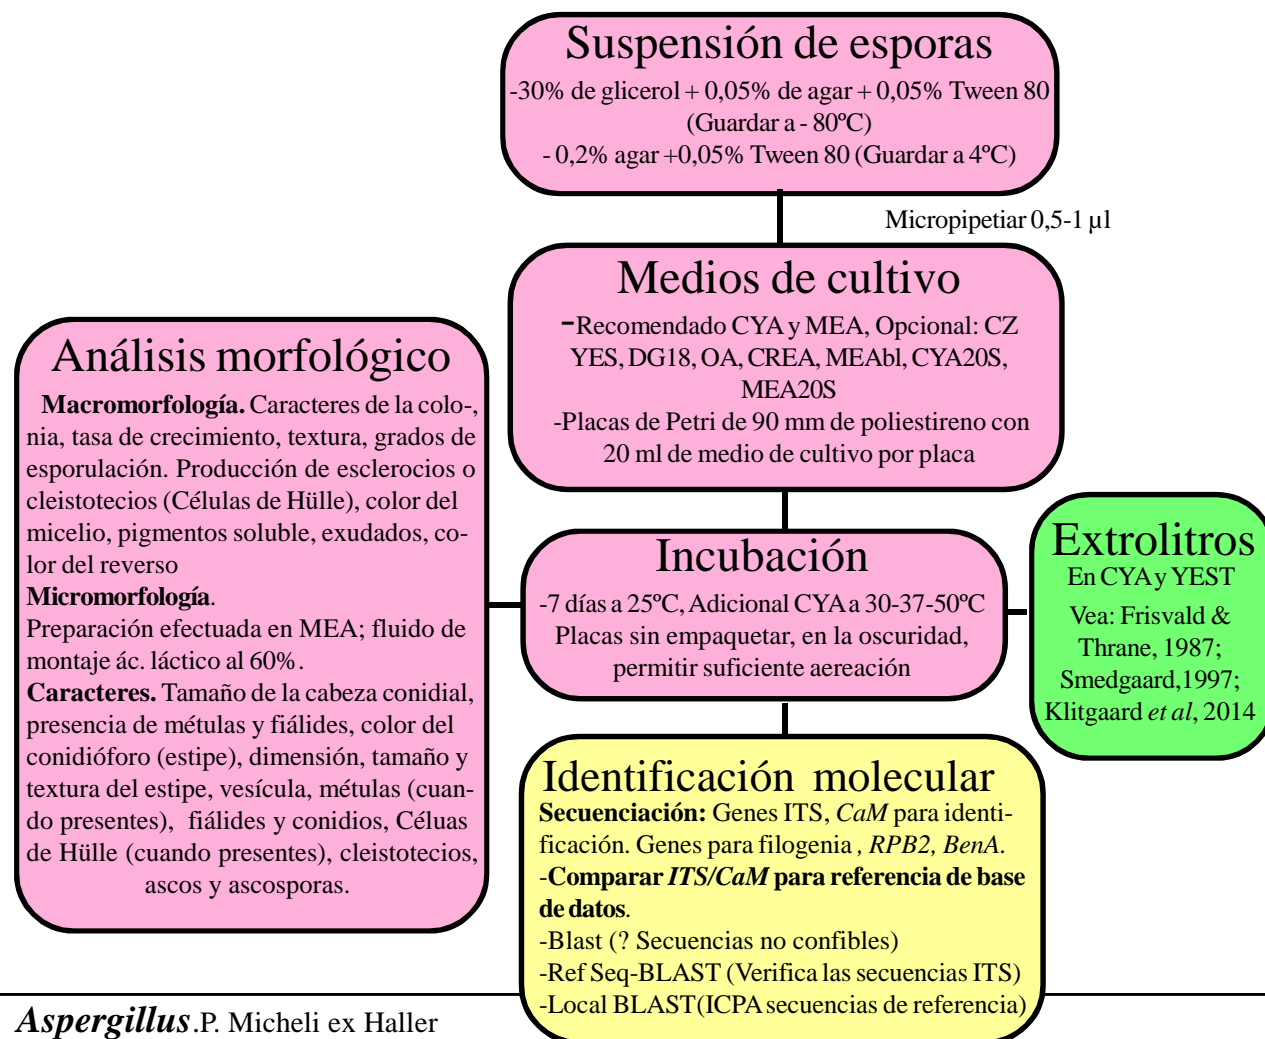 Suspensión de esporas
-30% de glicerol + 0,05% de agar + 0,05% Tween 80
(Guardar a - 80ºC)
- 0,2% agar +0,05% Tween 80 (Guardar a 4ºC)
Micropipetiar 0,5-1 µl
Medios de cultivo
-Recomendado CYA y MEA, Opcional: CZ
YES, DG18, OA, CREA, MEAbl, CYA20S,
MEA20S
-Placas de Petri de 90 mm de poliestireno con
20 ml de medio de cultivo por placa
Análisis morfológico
Macromorfología. Caracteres de la colo-,
nia, tasa de crecimiento, textura, grados de
esporulación. Producción de esclerocios o
cleistotecios (Células de Hülle), color del
micelio, pigmentos soluble, exudados, co-
lor del reverso
Micromorfología.
Preparación efectuada en MEA; fluido de
montaje ác. láctico al 60%.
Caracteres. Tamaño de la cabeza conidial,
presencia de métulas y fiálides, color del
conidióforo (estipe), dimensión, tamaño y
textura del estipe, vesícula, métulas (cuan-
do presentes), fiálides y conidios, Céluas
de Hülle (cuando presentes), cleistotecios,
ascos y ascosporas.
Incubación
-7 días a 25ºC, Adicional CYA a 30-37-50ºC
Placas sin empaquetar, en la oscuridad,
permitir suficiente aereación
Extrolitros
En CYA y YEST
Vea: Frisvald &
Thrane, 1987;
Smedgaard,1997;
Klitgaard et al, 2014
Identificación molecular
Secuenciación: Genes ITS, CaM para identi-
ficación. Genes para filogenia , RPB2, BenA.
-Comparar ITS/CaM para referencia de base
de datos.
-Blast (? Secuencias no confibles)
-Ref Seq-BLAST (Verifica las secuencias ITS)
-Local BLAST(ICPA secuencias de referencia)
Aspergillus.P. Micheli ex Haller